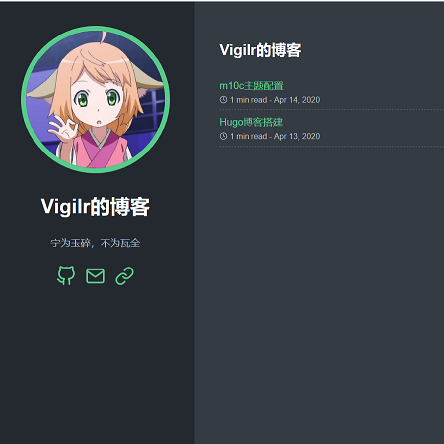 Vigilr的博客
宁为玉碎，不为瓦全
Vigilr的博客
m10c主题配置
1 min read - Apr 14, 2020
Hugo博客搭建
1 min read - Apr 13, 2020